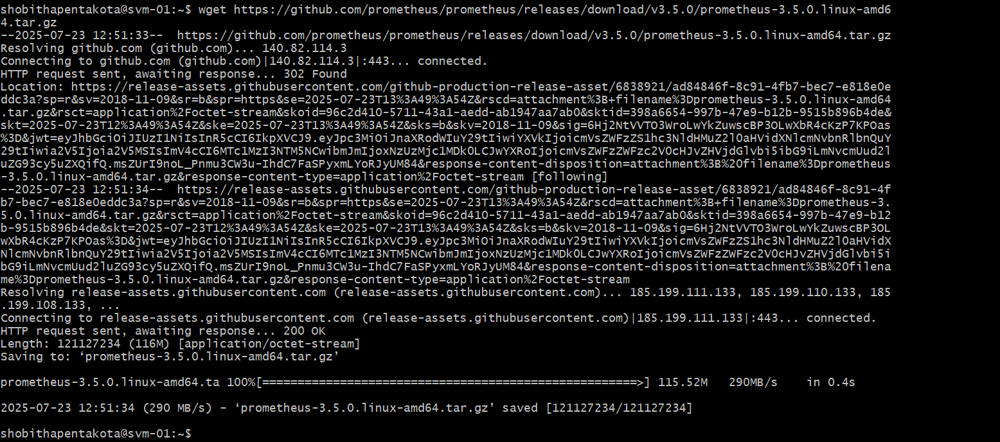 shobithapentakota@svm-01:~$ wget https://github.com/prometheus/prometheus/releases/download/v3.5.0/prometheus-3.5.0.linux-amd6
4.tar.gz
--2025-07-23 12:51:33--  https://github.com/prometheus/prometheus/releases/download/v3.5.0/prometheus-3.5.0.linux-amd64.tar.gz
Resolving github.com (github.com)... 140.82.114.3
Connecting to github.com (github.com)|140.82.114.3|:443... connected.
HTTP request sent, awaiting response... 302 Found
Location: https://release-assets.githubusercontent.com/github-production-release-asset/6838921/ad84846f-8c91-4fb7-bec7-e818e0e
ddc3a?sp=r&sv=2018-11-09&sr=b&spr=https&se=2025-07-23T13%3A49%3A54Z&rscd=attachment%3B+filename%3Dprometheus-3.5.0.linux-amd64
.tar.gz&rsct=application%2Foctet-stream&skoid=96c2d410-5711-43a1-aedd-ab1947aa7ab0&sktid=398a6654-997b-47e9-b12b-9515b896b4de&
skt=2025-07-23T12%3A49%3A54Z&ske=2025-07-23T13%3A49%3A54Z&sks=b&skv=2018-11-09&sig=6Hj2NtVVTO3WroLwYkZuwscBP3OLwXbR4cKzP7KPOas
%3D&jwt=eyJhbGciOiJIUzI1NiIsInR5cCI6IkpXVCJ9.eyJpc3MiOiJnaXRodWIuY29tIiwiYXVkIjoicmVsZWFzZS1hc3NldHMuZ2l0aHVidXNlcmNvbnRlbnQuY
29tIiwia2V5Ijoia2V5MSIsImV4cCI6MTc1MzI3NTM5NCwibmJmIjoxNzUzMjc1MDk0LCJwYXRoIjoicmVsZWFzZWFzc2V0cHJvZHVjdGlvbi5ibG9iLmNvcmUud2l
uZG93cy5uZXQifQ.msZUrI9noL_Pnmu3CW3u-IhdC7FaSPyxmLYoRJyUM84&response-content-disposition=attachment%3B%20filename%3Dprometheus
-3.5.0.linux-amd64.tar.gz&response-content-type=application%2Foctet-stream [following]
--2025-07-23 12:51:34--  https://release-assets.githubusercontent.com/github-production-release-asset/6838921/ad84846f-8c91-4f
b7-bec7-e818e0eddc3a?sp=r&sv=2018-11-09&sr=b&spr=https&se=2025-07-23T13%3A49%3A54Z&rscd=attachment%3B+filename%3Dprometheus-3.
5.0.linux-amd64.tar.gz&rsct=application%2Foctet-stream&skoid=96c2d410-5711-43a1-aedd-ab1947aa7ab0&sktid=398a6654-997b-47e9-b12
b-9515b896b4de&skt=2025-07-23T12%3A49%3A54Z&ske=2025-07-23T13%3A49%3A54Z&sks=b&skv=2018-11-09&sig=6Hj2NtVVTO3WroLwYkZuwscBP3OL
wXbR4cKzP7KPOas%3D&jwt=eyJhbGciOiJIUzI1NiIsInR5cCI6IkpXVCJ9.eyJpc3MiOiJnaXRodWIuY29tIiwiYXVkIjoicmVsZWFzZS1hc3NldHMuZ2l0aHVidX
NlcmNvbnRlbnQuY29tIiwia2V5Ijoia2V5MSIsImV4cCI6MTc1MzI3NTM5NCwibmJmIjoxNzUzMjc1MDk0LCJwYXRoIjoicmVsZWFzZWFzc2V0cHJvZHVjdGlvbi5i
bG9iLmNvcmUud2luZG93cy5uZXQifQ.msZUrI9noL_Pnmu3CW3u-IhdC7FaSPyxmLYoRJyUM84&response-content-disposition=attachment%3B%20filena
me%3Dprometheus-3.5.0.linux-amd64.tar.gz&response-content-type=application%2Foctet-stream
Resolving release-assets.githubusercontent.com (release-assets.githubusercontent.com)... 185.199.111.133, 185.199.110.133, 185
.199.108.133, ...
Connecting to release-assets.githubusercontent.com (release-assets.githubusercontent.com)|185.199.111.133|:443... connected.
HTTP request sent, awaiting response... 200 OK
Length: 121127234 (116M) [application/octet-stream]
Saving to: ‘prometheus-3.5.0.linux-amd64.tar.gz’
prometheus-3.5.0.linux-amd64.ta 100%[=====================================================>] 115.52M   290MB/s    in 0.4s
2025-07-23 12:51:34 (290 MB/s) - ‘prometheus-3.5.0.linux-amd64.tar.gz’ saved [121127234/121127234]
shobithapentakota@svm-01:~$